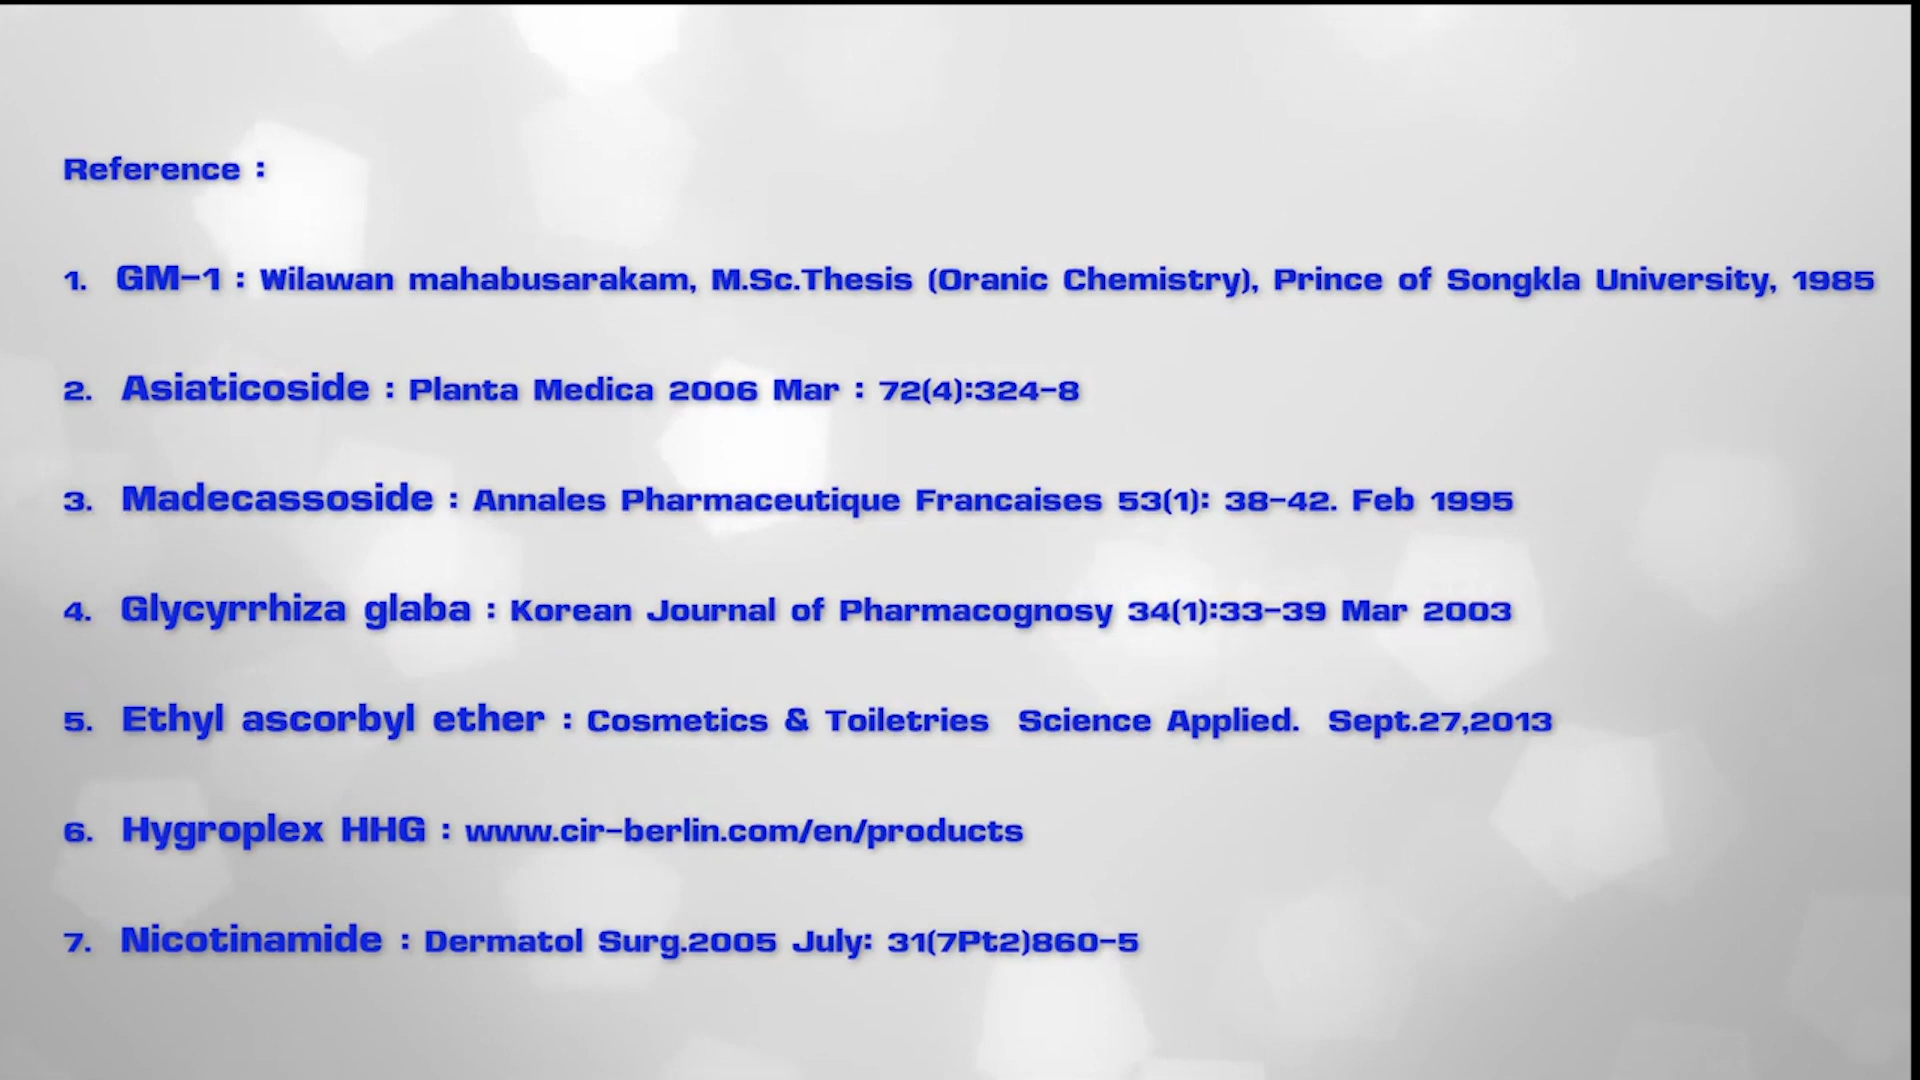 Reference :
1. GM-1 : Wilawan mahabusarakam, M.Sc.Thesis (Oranic Chemistry), Prince of Songkla University, 1985
2. Asiaticoside : Planta Medica 2006 Mar : 72(4):324-8
3. Madecassoside : Annales Pharmaceutique Francaises 53(1): 38-42. Feb 1995
4. Glycyrrhiza glaba : Korean Journal of Pharmacognosy 34(1):33-39 Mar 2003
5. Ethyl ascorbyl ether : Cosmetics & Toiletries Science Applied. Sept.27,2013
6. Hygroplex HHG : www.cir-berlin.com/en/products
7. Nicotinamide : Dermatol Surg.2005 July: 31(7Pt2)860-5